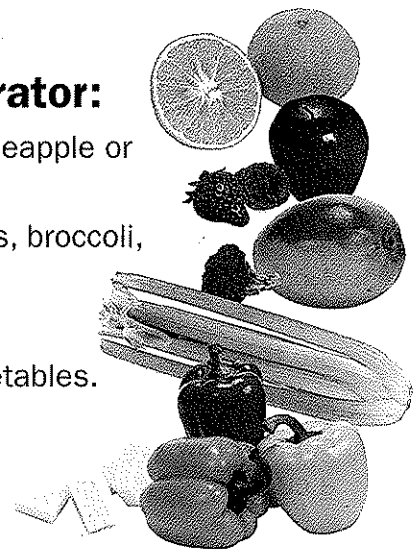 rator:
eapple or
s, broccoli,
etables.